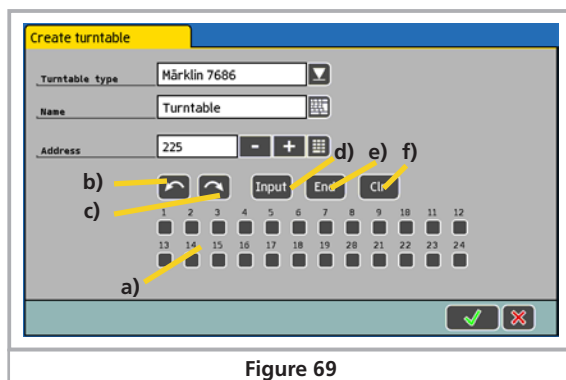 Create turntable
Turntable type Märklin 7686
Name Turntable
Address 225 - +
d) e) f)
b) Input End Clr
c)
1 2 3 4 5 6 7 8 9 10 11 12
13 14 15 16 17 18 19 20 21 22 23 24
a)
Figure 69